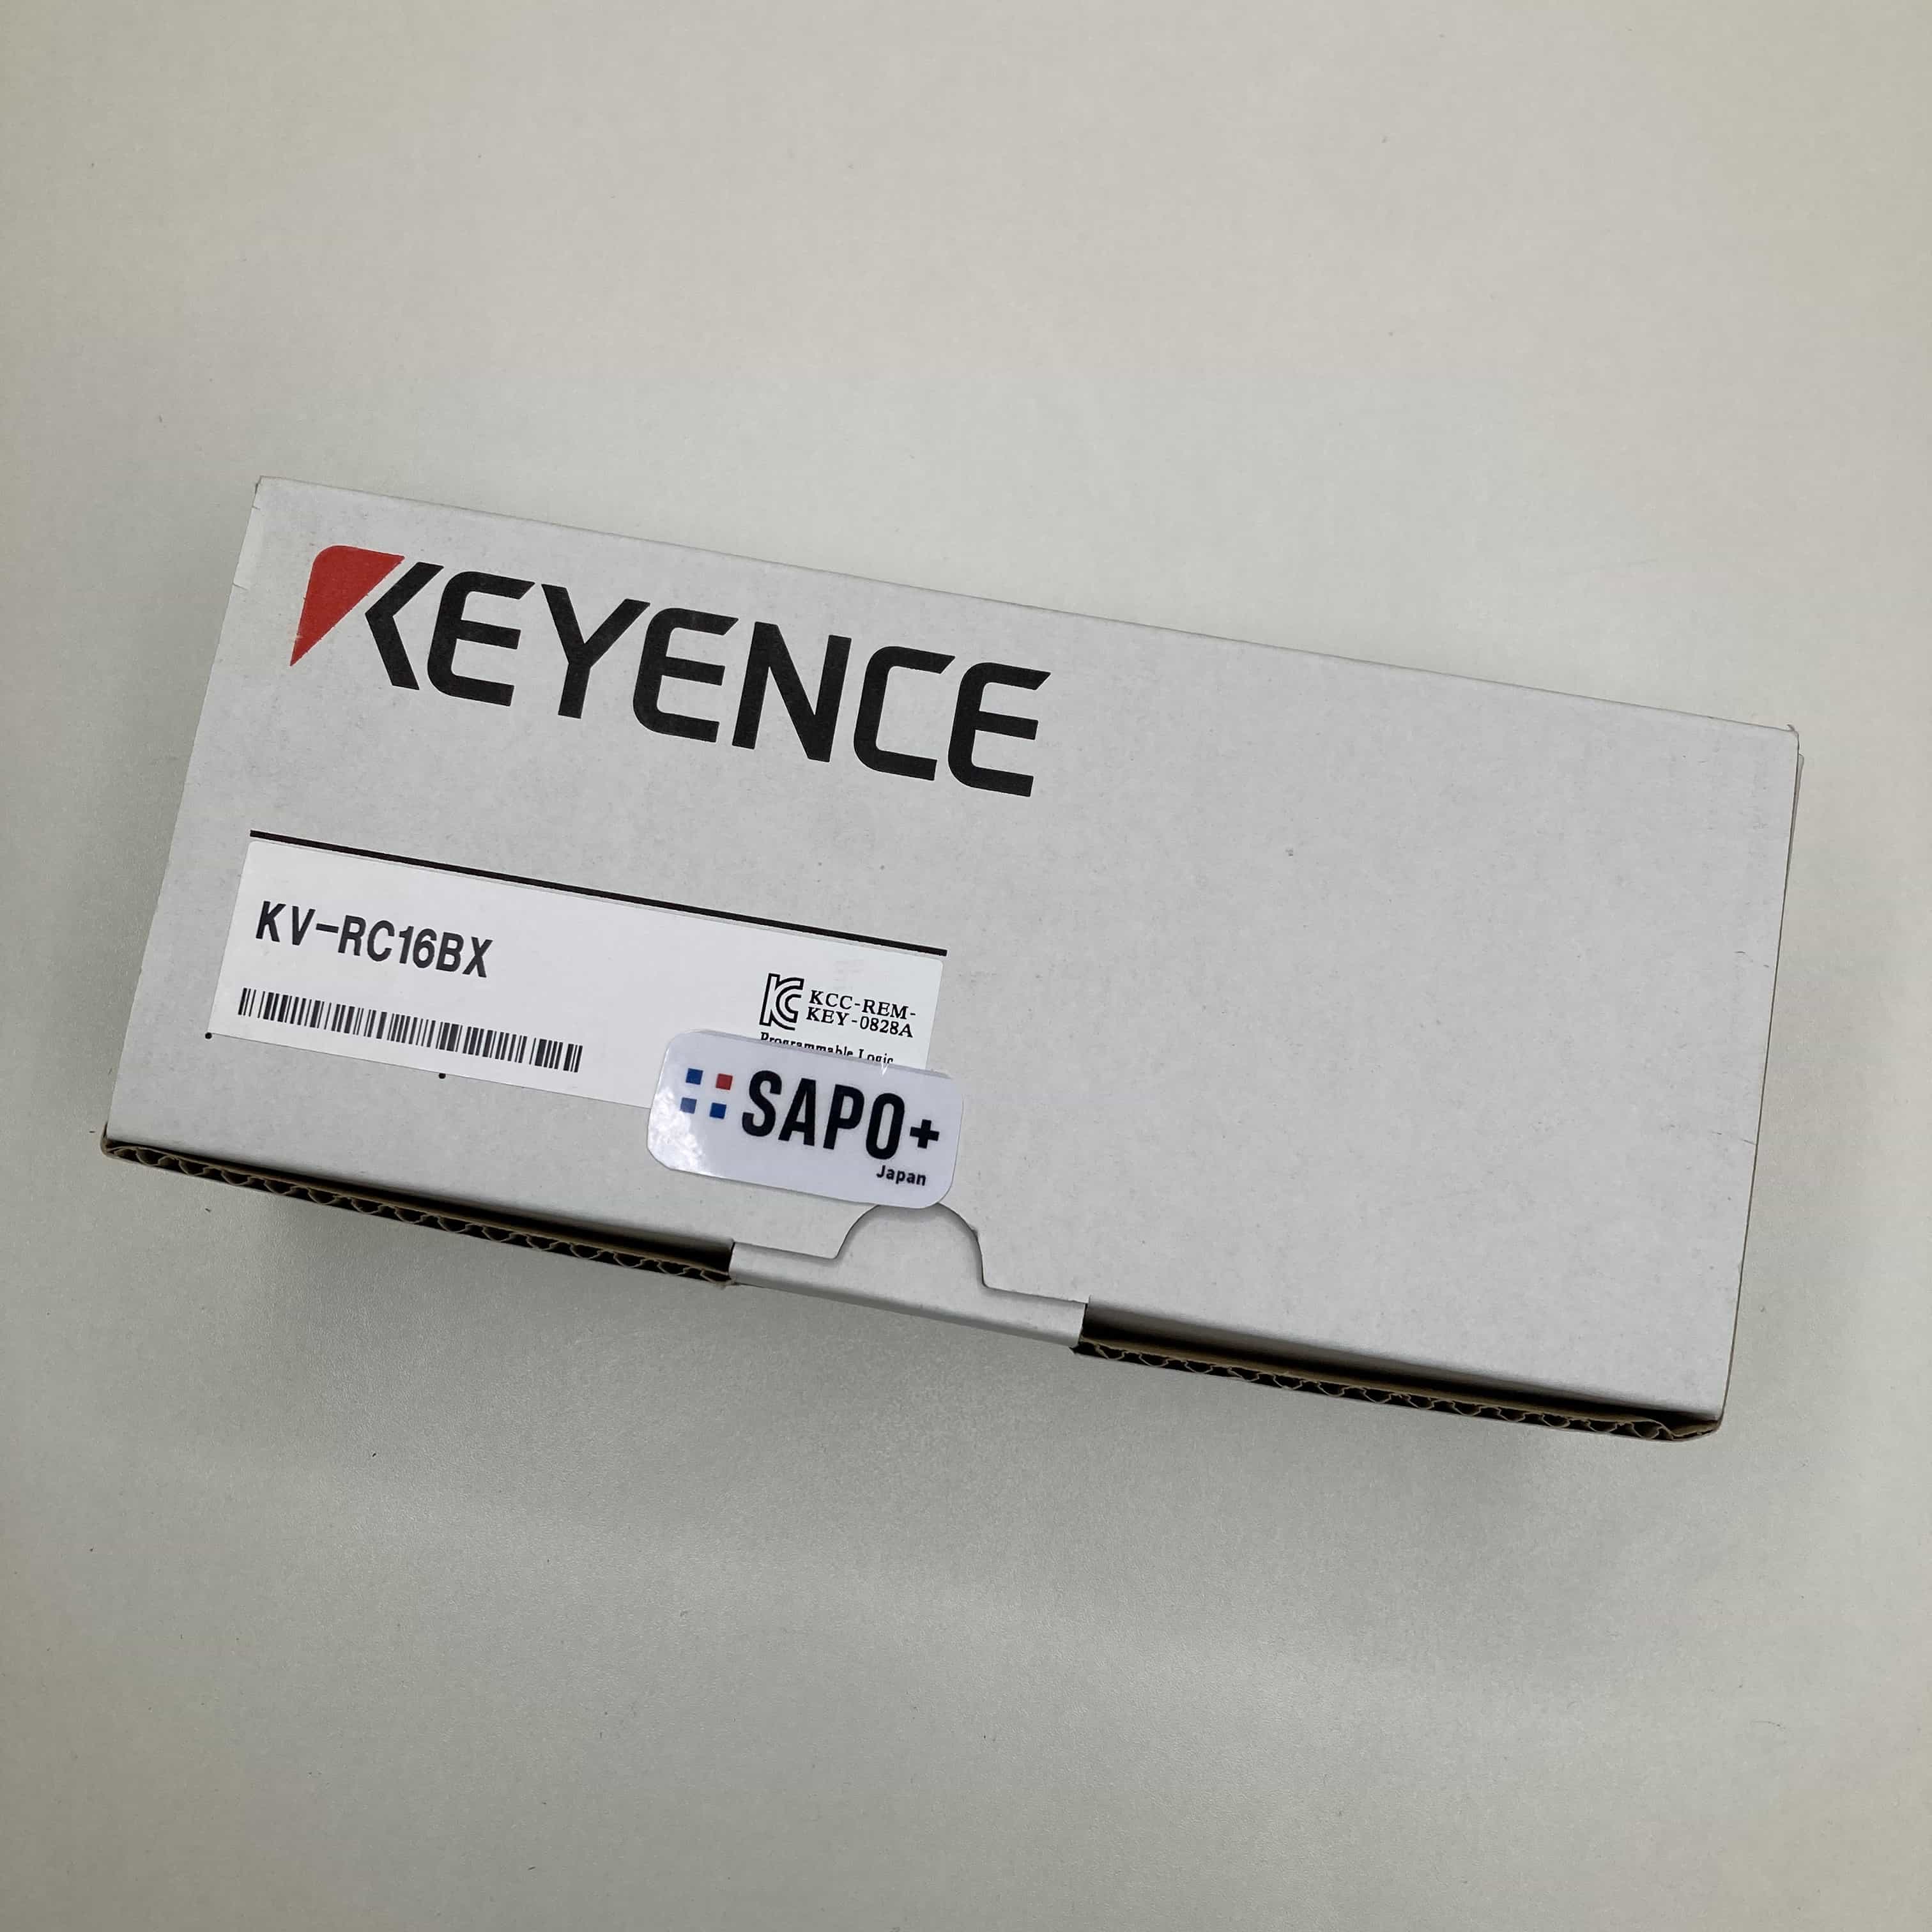 KEYENCE
KV-RC16BX
KCC-REM-
KEY-0828A
Programmable Logic
SAPO+
Japan